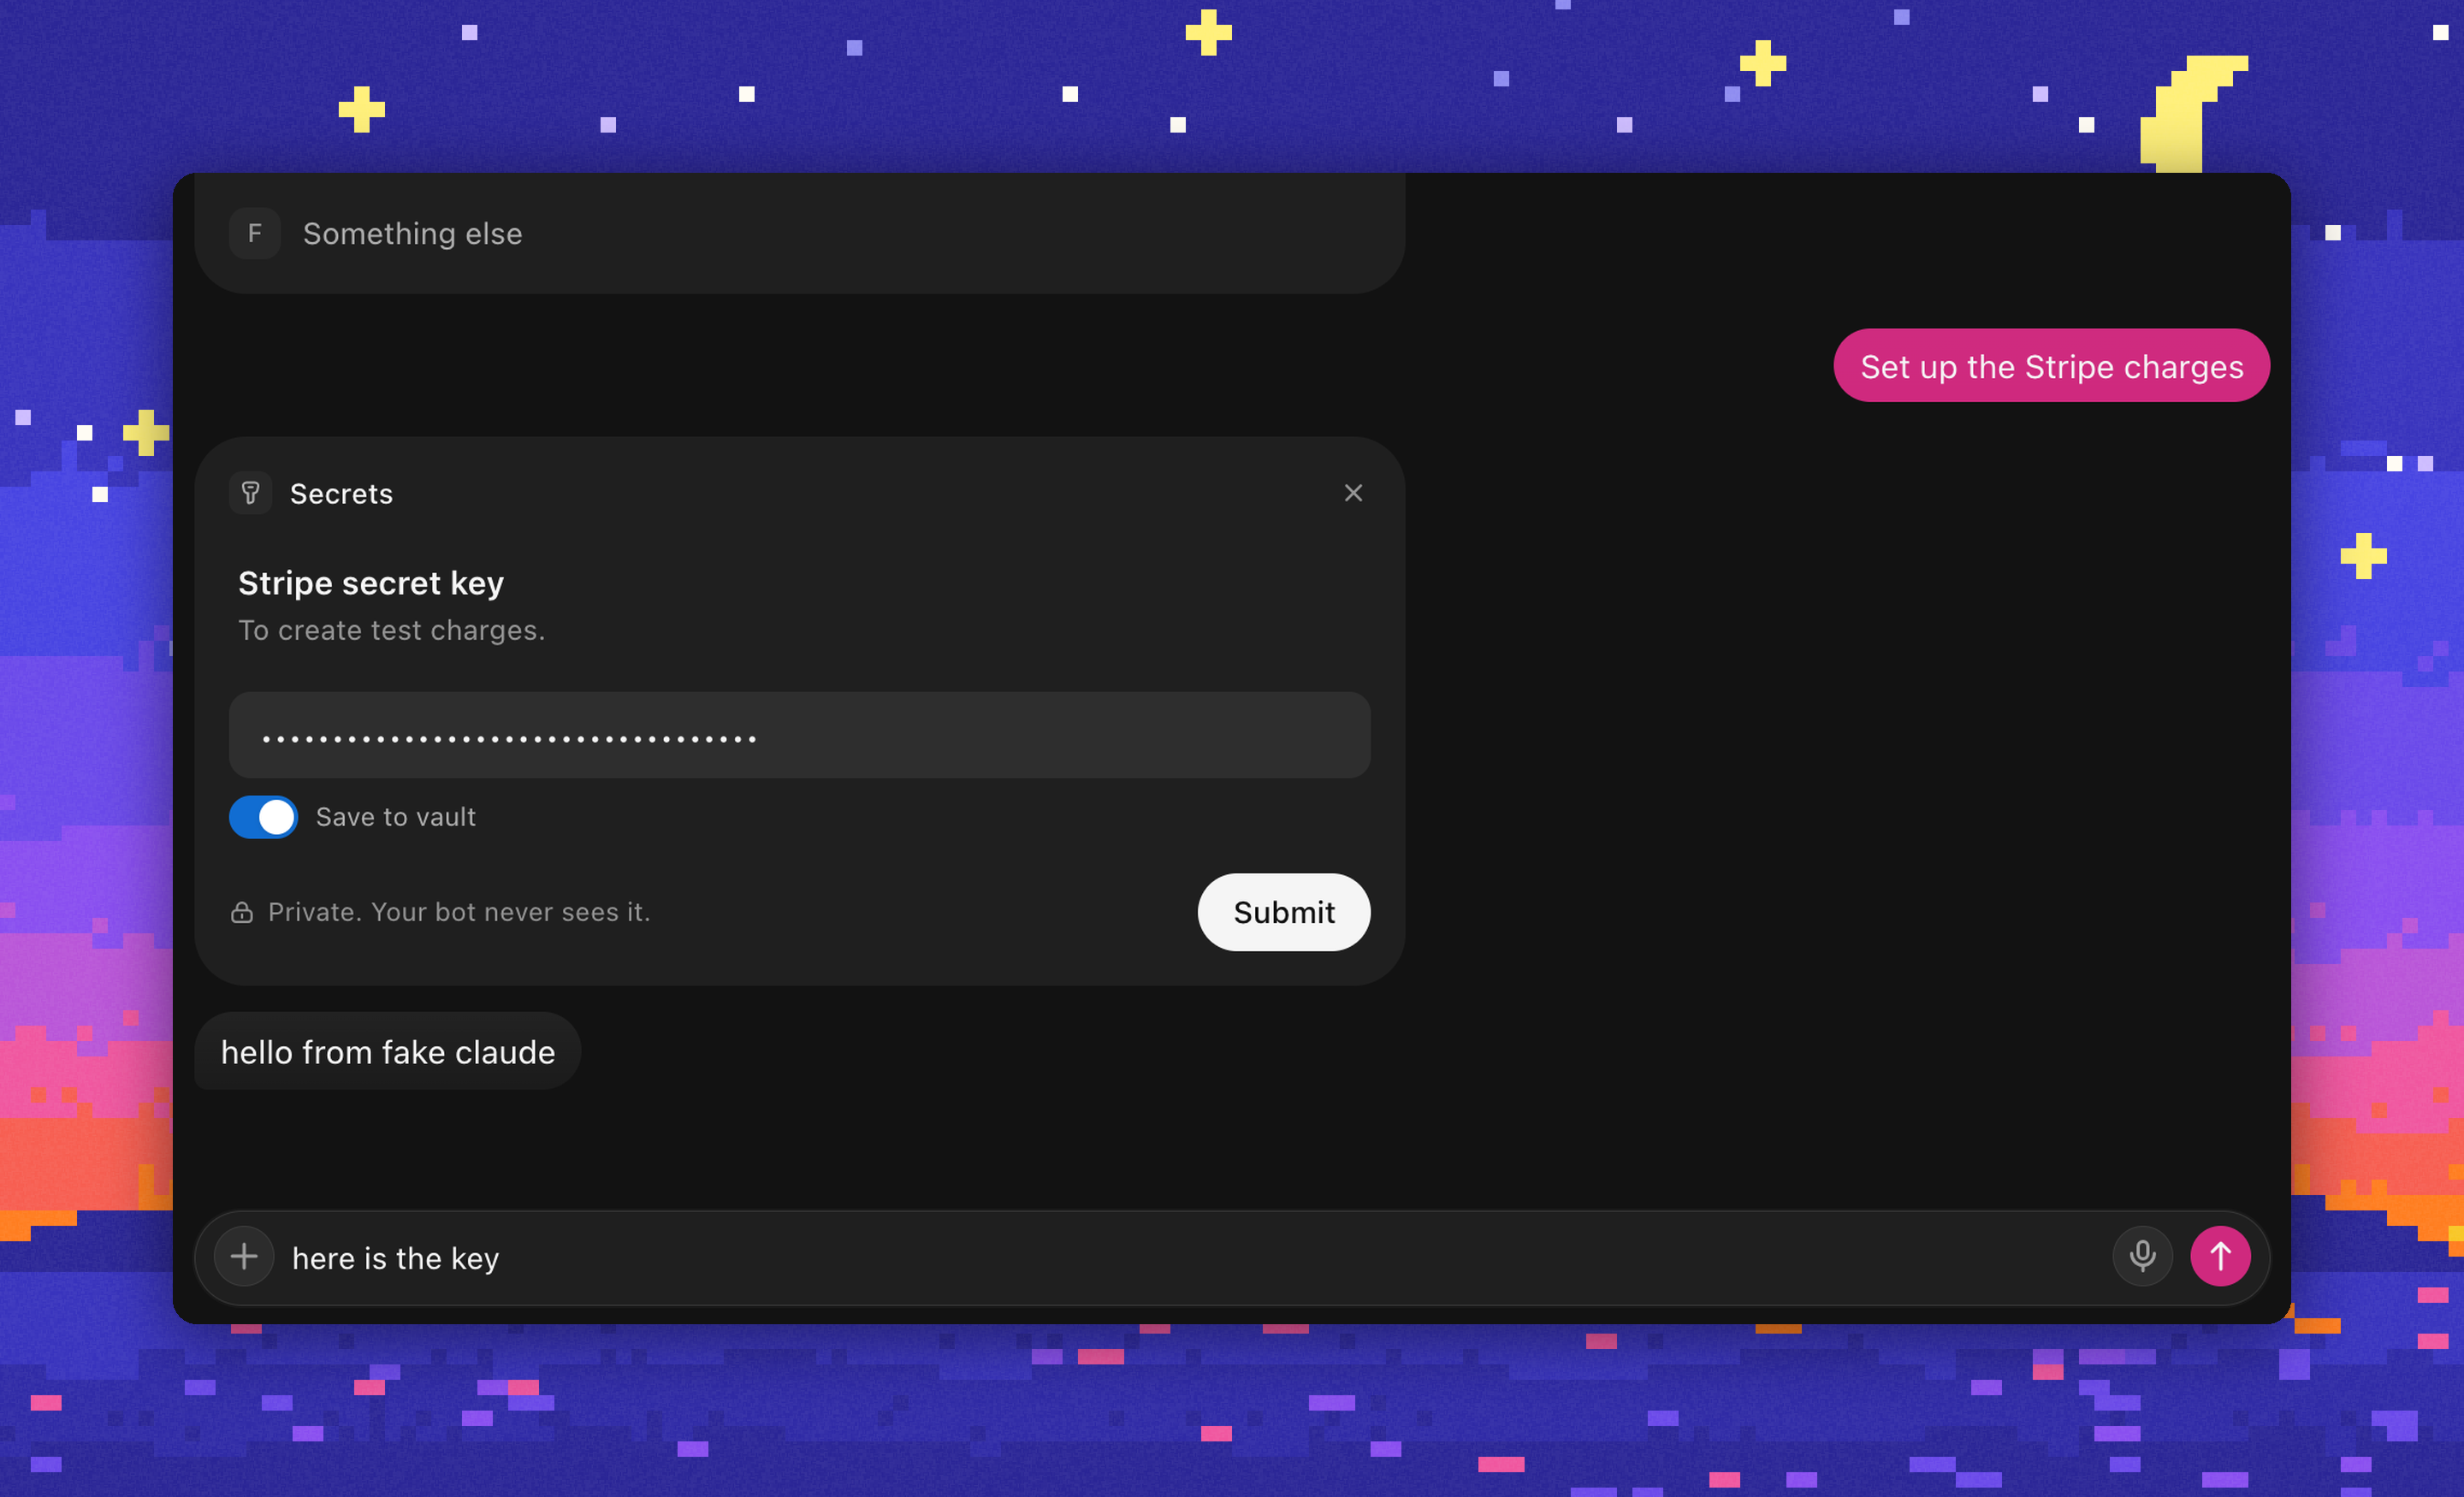 F
Something else
Set up the Stripe charges
Secrets
Stripe secret key
To create test charges.
•••••••••••••••••••••••••••••••••••
Save to vault
Private. Your bot never sees it.
Submit
hello from fake claude
here is the key